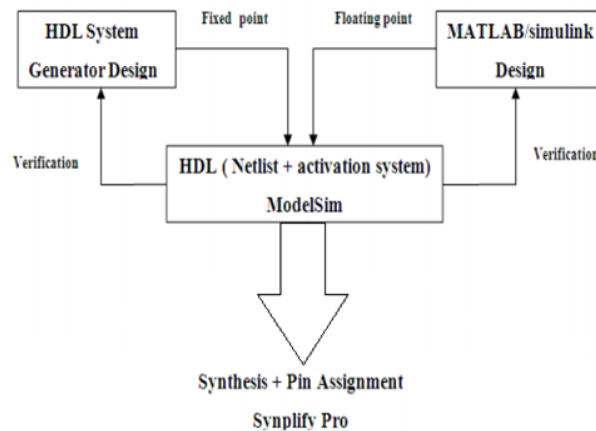 HDL System
Generator Design
Fixed point
Floating point
MATLAB/simulink
Design
Verification
HDL ( Netlist + activation system)
ModelSim
Verification
Synthesis + Pin Assignment
Synplify Pro